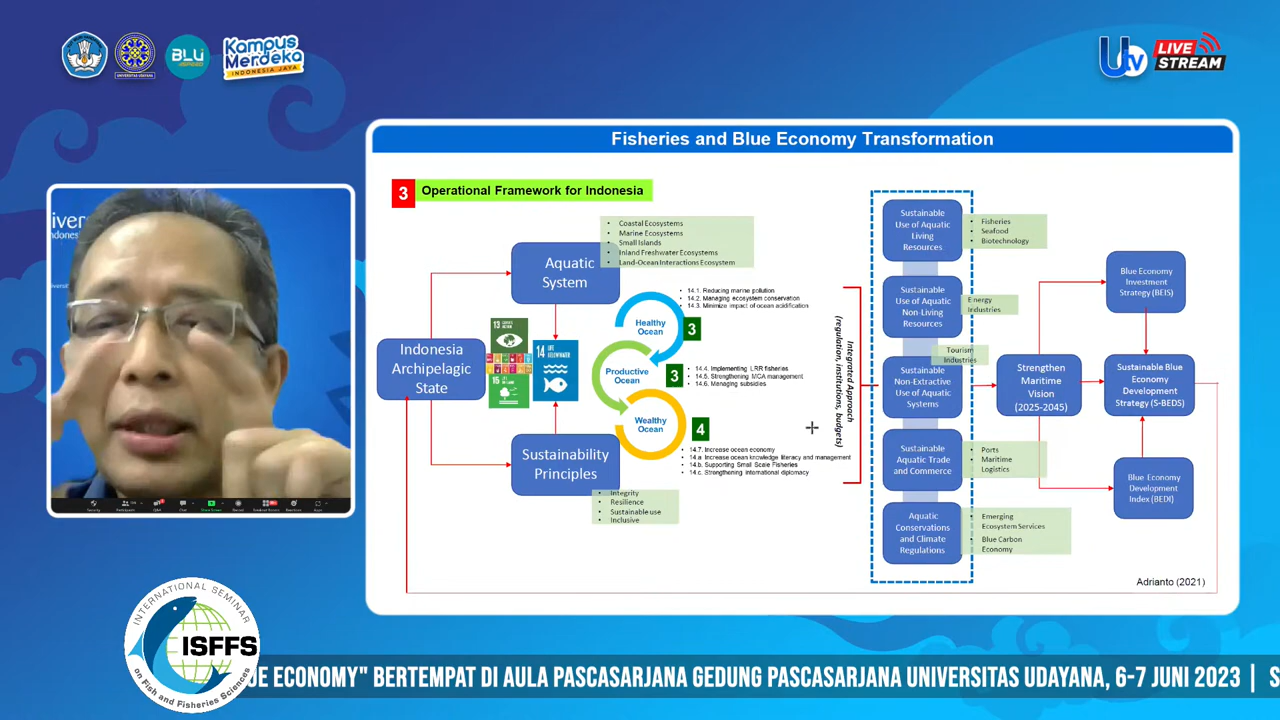 UNIVERSITAS UDAYANA
BLU
Kampus
Merdeka
INDONESIA JAYA
Utv
LIVE
STREAM
Fisheries and Blue Economy Transformation
3
Operational Framework for Indonesia
Indonesia
Archipelagic
State
Aquatic
System
• Coastal Ecosystems
• Marine Ecosystems
• Small Islands
• Inland Freshwater Ecosystems
• Land-Ocean Interactions Ecosystem
13
14
15
Sustainability
Principles
• Integrity
• Resilience
• Sustainable use
• Inclusive
Healthy
Ocean
3
• 14.1. Reducing marine pollution
• 14.2. Managing ecosystem conservation
• 14.3. Minimize impact of ocean acidification
Productive
Ocean
3
• 14.4. Implementing LRR fisheries
• 14.5. Strengthening MCA management
• 14.6. Managing subsidies
Wealthy
Ocean
4
• 14.7. Increase ocean economy
• 14.a Increase ocean knowledge literacy and management
• 14.b. Supporting Small Scale Fisheries
• 14.c. Strengthening international diplomacy
Integrated Approach
(regulation, institutions, budgets)
Sustainable
Use of Aquatic
Living
Resources
• Fisheries
• Seafood
• Biotechnology
Sustainable
Use of Aquatic
Non-Living
Resources
Energy
Industries
Tourism
Industries
Sustainable
Non-Extractive
Use of Aquatic
Systems
Sustainable
Aquatic Trade
and Commerce
• Ports
• Maritime
Logistics
Aquatic
Conservations
and Climate
Regulations
• Emerging
Ecosystem Services
• Blue Carbon
Economy
Strengthen
Maritime
Vision
(2025-2045)
Blue Economy
Investment
Strategy (BEIS)
Sustainable Blue
Economy
Development
Strategy (S-BEDS)
Blue Economy
Development
Index (BEDI)
Adrianto (2021)
INTERNATIONAL SEMINAR
ISFFS
on Fish and Fisheries Sciences
UE ECONOMY" BERTEMPAT DI AULA PASCASARJANA GEDUNG PASCASARJANA UNIVERSITAS UDAYANA, 6-7 JUNI 2023 | S